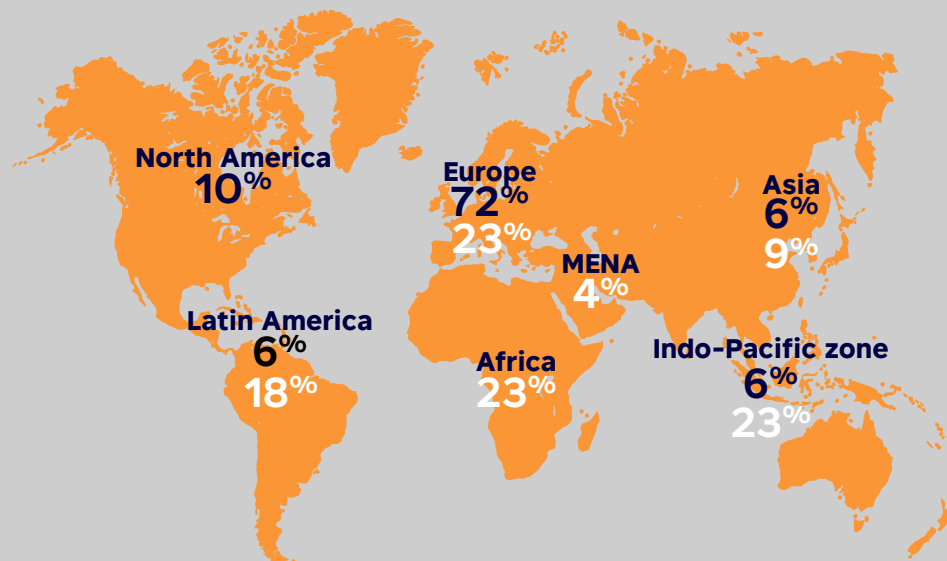 North America
10%
Europe
72%
23%
Asia
6%
9%
MENA
4%
Latin America
6%
18%
Africa
23%
Indo-Pacific zone
6%
23%